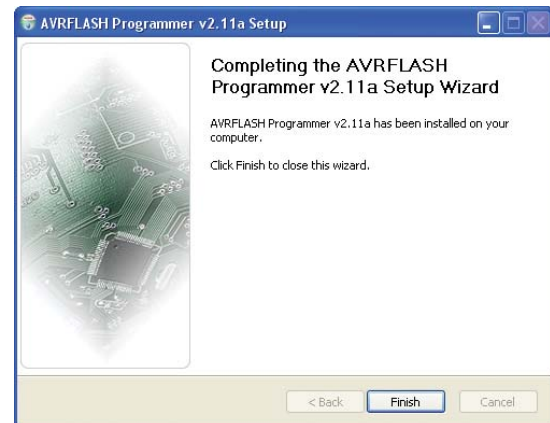 AVRFLASH Programmer v2.11a Setup
Completing the AVRFLASH
Programmer v2.11a Setup Wizard
AVRFLASH Programmer v2.11a has been installed on your
computer.
Click Finish to close this wizard.
< Back
Finish
Cancel